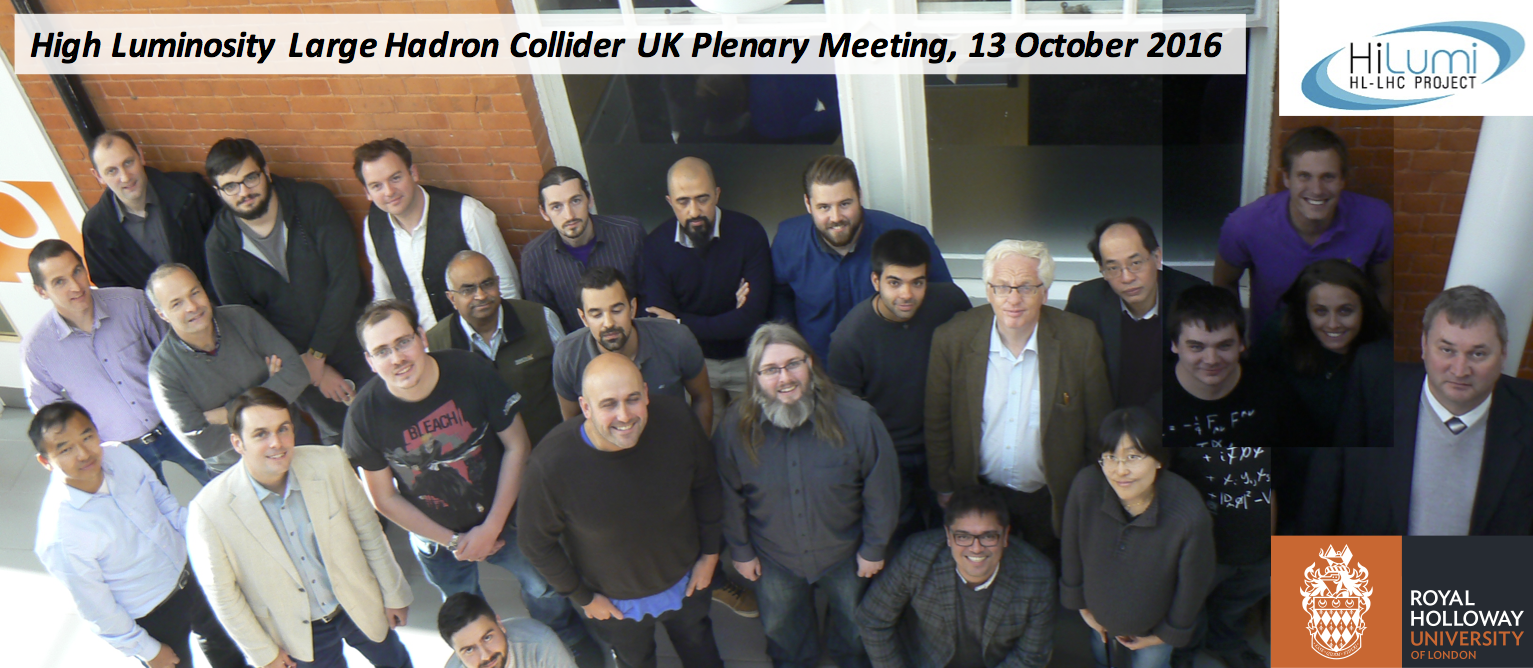 High Luminosity Large Hadron Collider UK Plenary Meeting, 13 October 2016
HiLumi
HL-LHC PROJECT
BLEACH
ROYAL
HOLLOWAY
UNIVERSITY
OF LONDON